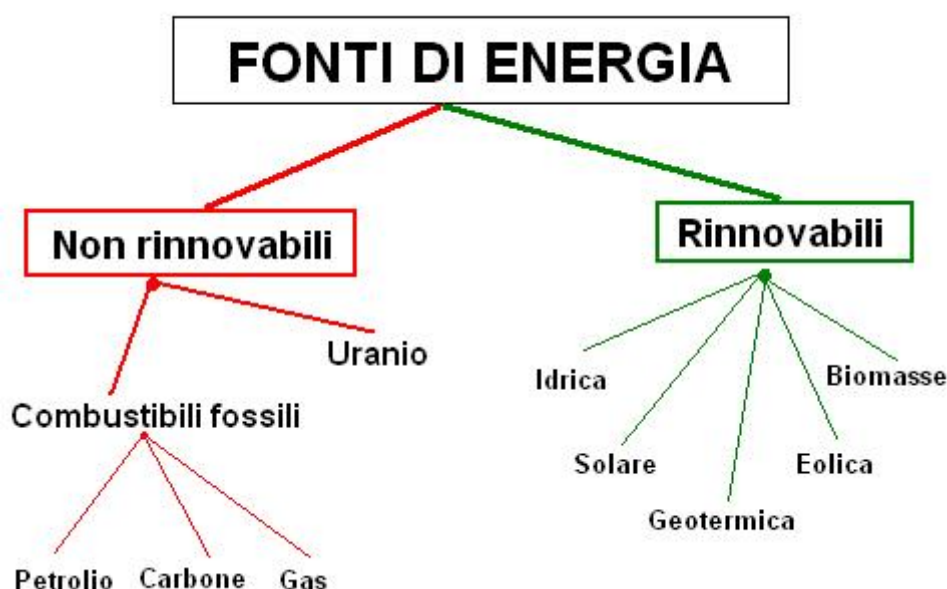 FONTI DI ENERGIA
Non rinnovabili
Rinnovabili
Uranio
Idrica
Biomasse
Combustibili fossili
Solare
Eolica
Geotermica
Petrolio
Carbone
Gas